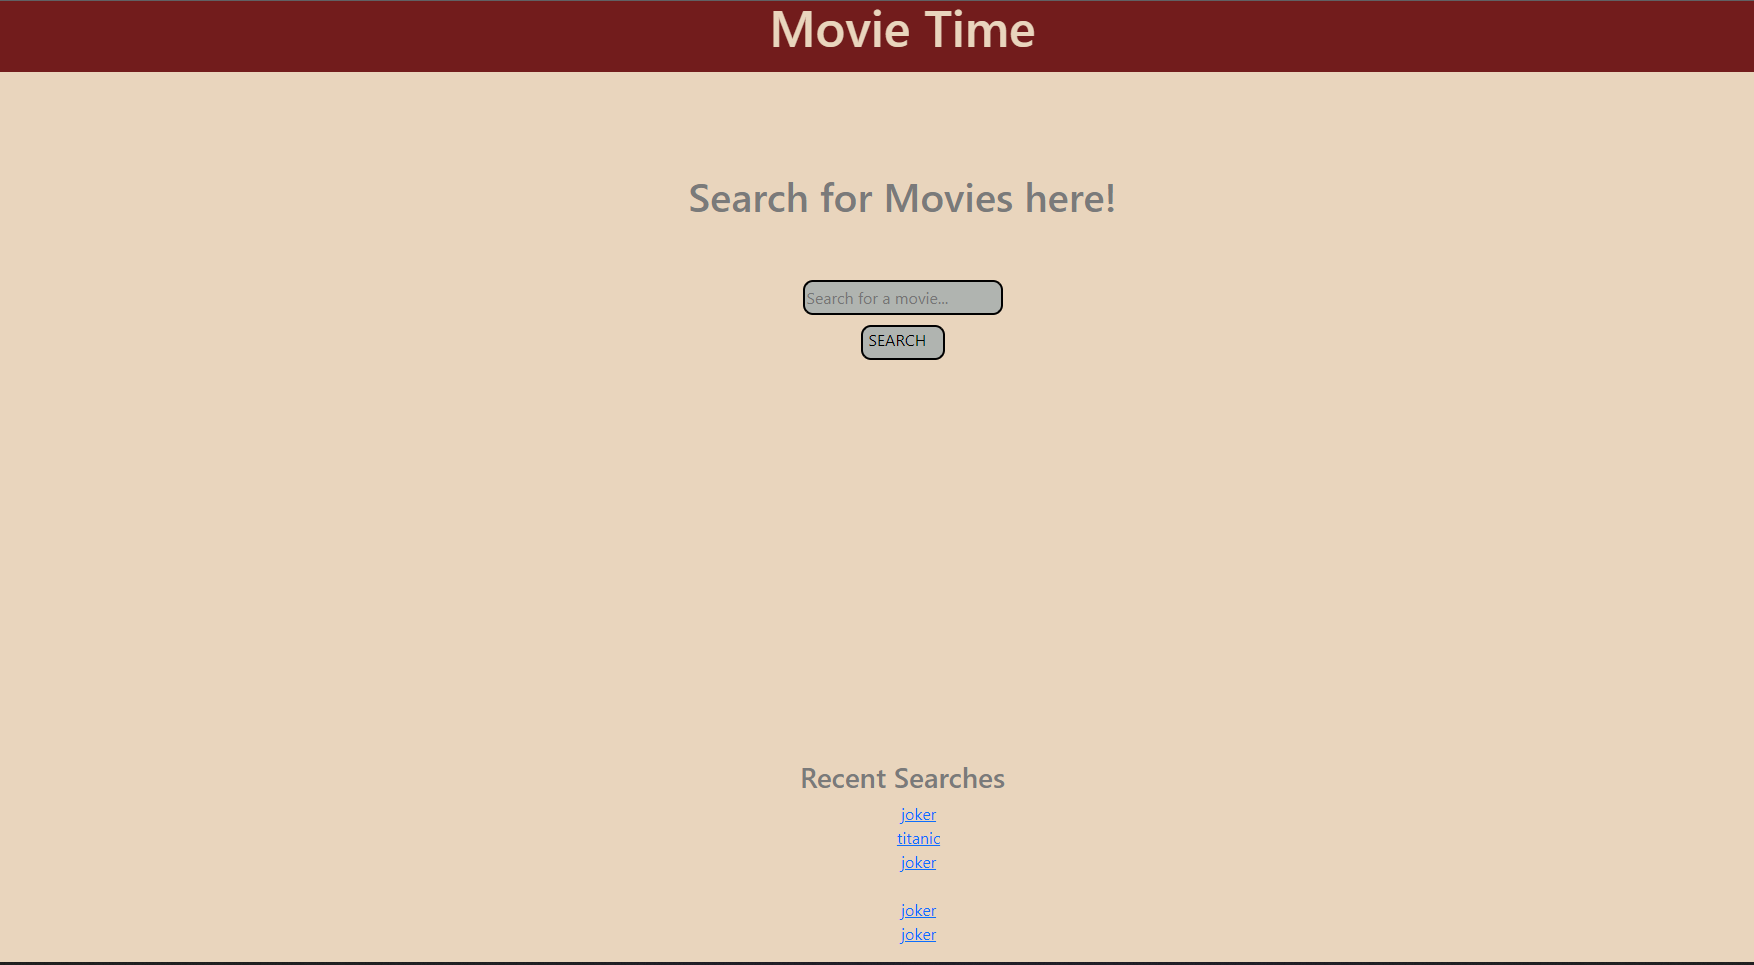 Movie Time
Search for Movies here!
Search for a movie...
SEARCH
Recent Searches
joker
titanic
joker
joker
joker